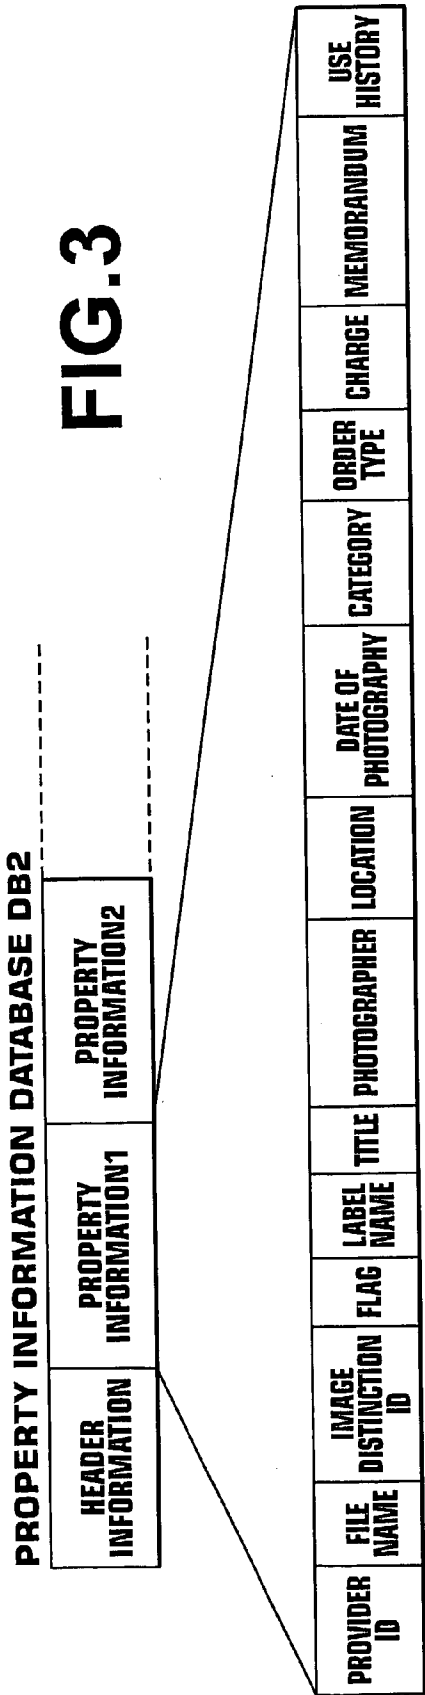 FIG.3
PROPERTY INFORMATION DATABASE DB2
HEADER
INFORMATION
PROPERTY
INFORMATION1
PROPERTY
INFORMATION2
PROVIDER
ID
FILE
NAME
IMAGE
DISTINCTION
ID
FLAG
LABEL
NAME
TITLE
PHOTOGRAPHER
LOCATION
DATE OF
PHOTOGRAPHY
CATEGORY
ORDER
TYPE
CHARGE
MEMORANDUM
USE
HISTORY